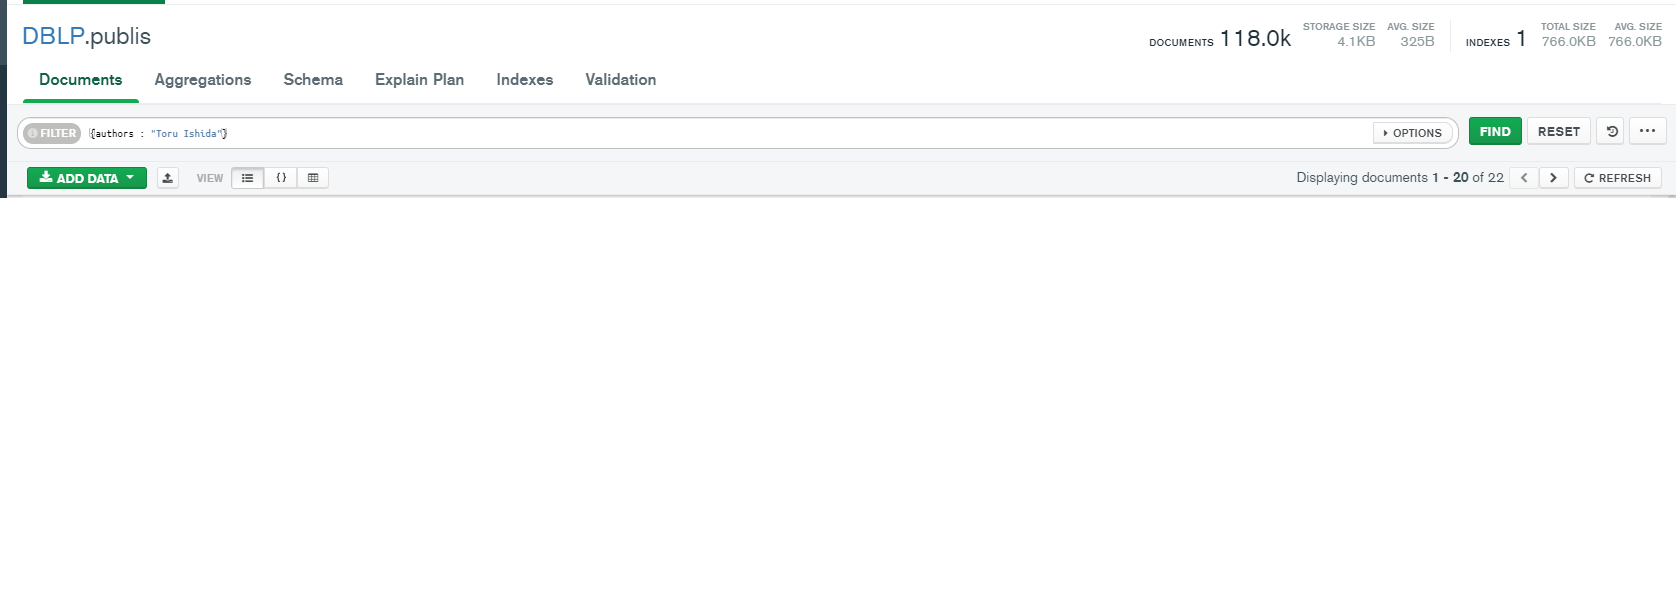 DBLP.publis
DOCUMENTS 118.0k STORAGE SIZE 4.1KB AVG. SIZE 325B INDEXES 1 TOTAL SIZE 766.0KB AVG. SIZE 766.0KB
Documents Aggregations Schema Explain Plan Indexes Validation
FILTER {authors : "Toru Ishida"} OPTIONS FIND RESET ...
ADD DATA VIEW {} Displaying documents 1 - 20 of 22 < > REFRESH